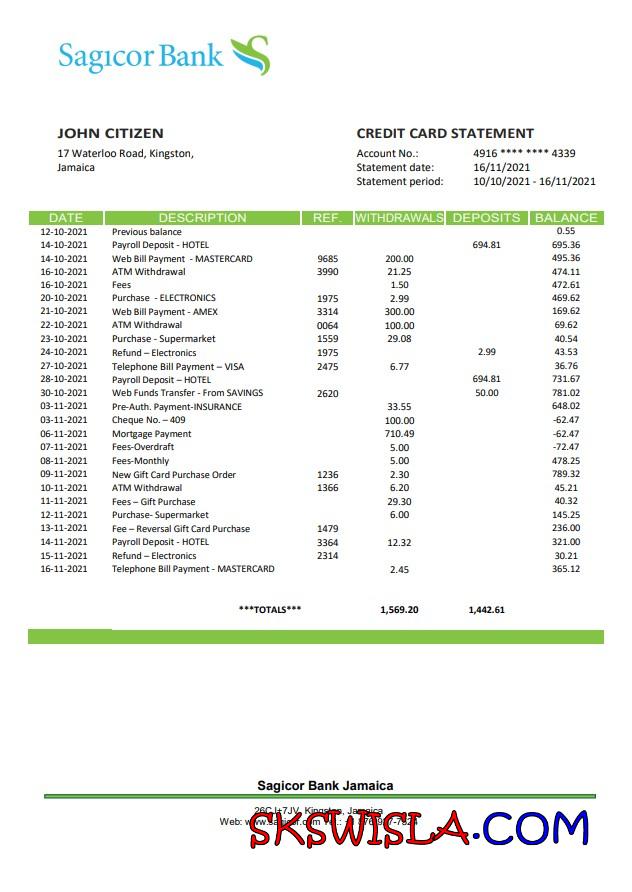 Sagicor Bank
JOHN CITIZEN
17 Waterloo Road, Kingston,
Jamaica
CREDIT CARD STATEMENT
Account No.: 4916 **** **** 4339
Statement date: 16/11/2021
Statement period: 10/10/2021 - 16/11/2021
DATE DESCRIPTION REF. WITHDRAWALS DEPOSITS BALANCE
12-10-2021 Previous balance 0.55
14-10-2021 Payroll Deposit - HOTEL 694.81 695.36
14-10-2021 Web Bill Payment - MASTERCARD 9685 200.00 495.36
16-10-2021 ATM Withdrawal 3990 21.25 474.11
16-10-2021 Fees 1.50 472.61
20-10-2021 Purchase - ELECTRONICS 1975 2.99 469.62
21-10-2021 Web Bill Payment - AMEX 3314 300.00 169.62
22-10-2021 ATM Withdrawal 0064 100.00 69.62
23-10-2021 Purchase - Supermarket 1559 29.08 40.54
24-10-2021 Refund – Electronics 1975 2.99 43.53
27-10-2021 Telephone Bill Payment – VISA 2475 6.77 36.76
28-10-2021 Payroll Deposit – HOTEL 694.81 731.67
30-10-2021 Web Funds Transfer - From SAVINGS 2620 50.00 781.02
03-11-2021 Pre-Auth. Payment-INSURANCE 33.55 648.02
03-11-2021 Cheque No. – 409 100.00 -62.47
06-11-2021 Mortgage Payment 710.49 -62.47
07-11-2021 Fees-Overdraft 5.00 -72.47
08-11-2021 Fees-Monthly 5.00 478.25
09-11-2021 New Gift Card Purchase Order 1236 2.30 789.32
10-11-2021 ATM Withdrawal 1366 6.20 45.21
11-11-2021 Fees – Gift Purchase 29.30 40.32
12-11-2021 Purchase- Supermarket 6.00 145.25
13-11-2021 Fee – Reversal Gift Card Purchase 1479 236.00
14-11-2021 Payroll Deposit - HOTEL 3364 12.32 321.00
15-11-2021 Refund – Electronics 2314 30.21
16-11-2021 Telephone Bill Payment - MASTERCARD 2.45 365.12
***TOTALS*** 1,569.20 1,442.61
Sagicor Bank Jamaica
Kingston, Jamaica
Web:
SKSWISLA.COM